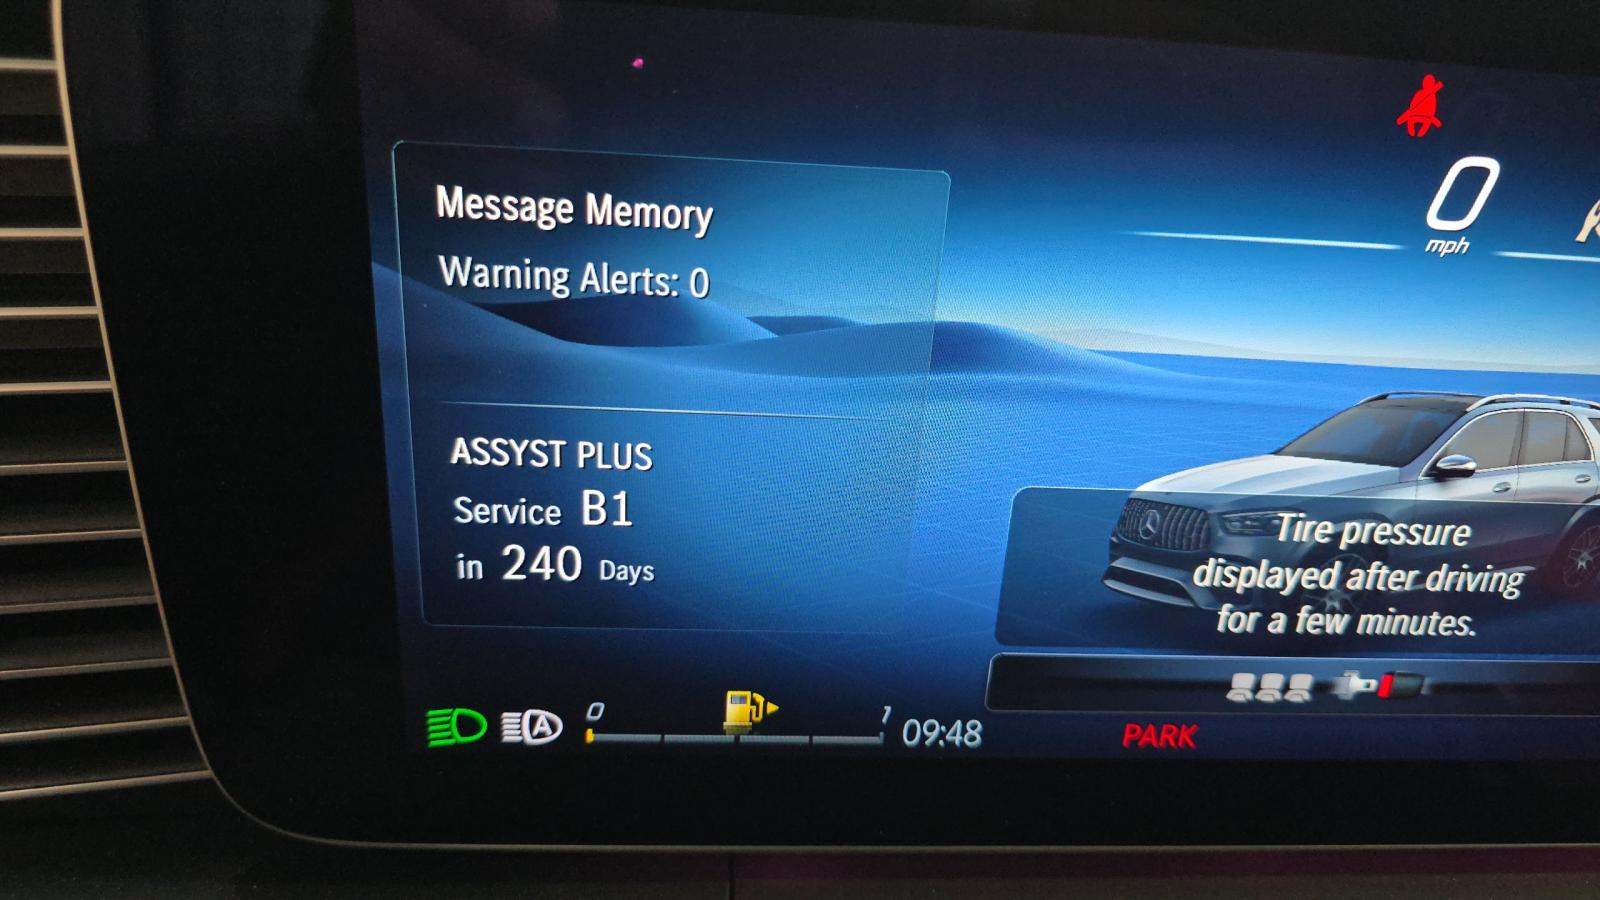 Message Memory
Warning Alerts: 0
ASSYST PLUS
Service B1
in 240 Days
0
mph
Tire pressure
displayed after driving
for a few minutes.
A
0
1
09:48
PARK